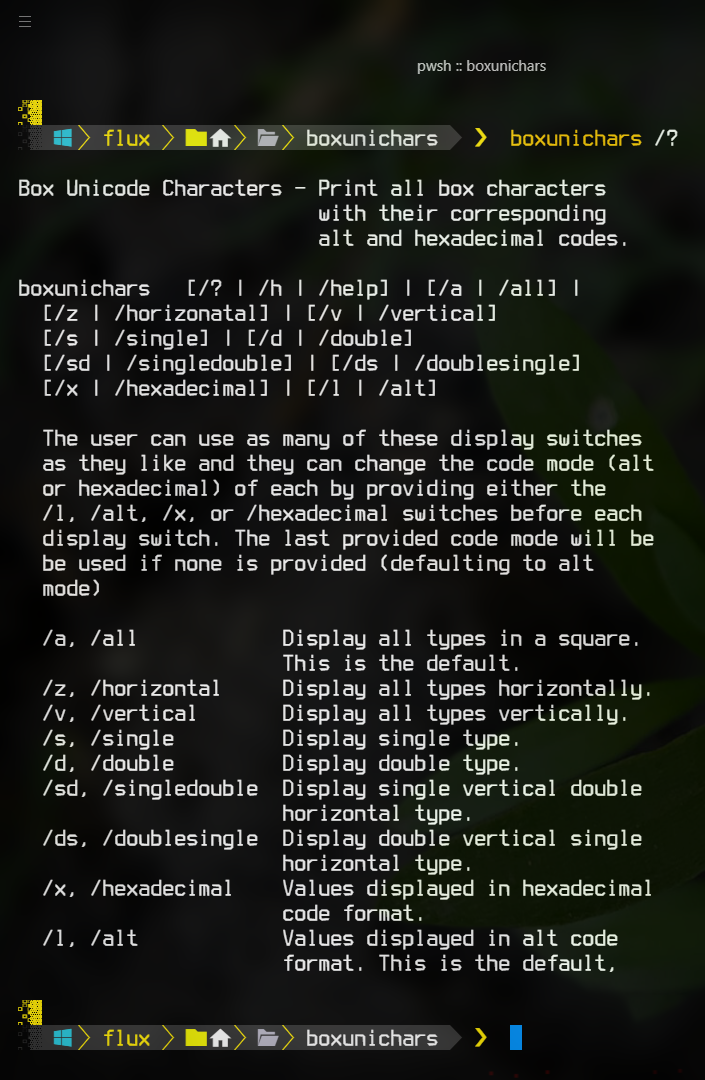 pwsh :: boxunichars
flux boxunichars ❯ boxunichars /?
Box Unicode Characters - Print all box characters
with their corresponding
alt and hexadecimal codes.
boxunichars [/? | /h | /help] | [/a | /all] |
[/z | /horizonatal] | [/v | /vertical]
[/s | /single] | [/d | /double]
[/sd | /singledouble] | [/ds | /doublesingle]
[/x | /hexadecimal] | [/l | /alt]
The user can use as many of these display switches
as they like and they can change the code mode (alt
or hexadecimal) of each by providing either the
/l, /alt, /x, or /hexadecimal switches before each
display switch. The last provided code mode will be
be used if none is provided (defaulting to alt
mode)
/a, /all Display all types in a square.
This is the default.
/z, /horizontal Display all types horizontally.
/v, /vertical Display all types vertically.
/s, /single Display single type.
/d, /double Display double type.
/sd, /singledouble Display single vertical double
horizontal type.
/ds, /doublesingle Display double vertical single
horizontal type.
/x, /hexadecimal Values displayed in hexadecimal
code format.
/l, /alt Values displayed in alt code
format. This is the default,
flux boxunichars ❯